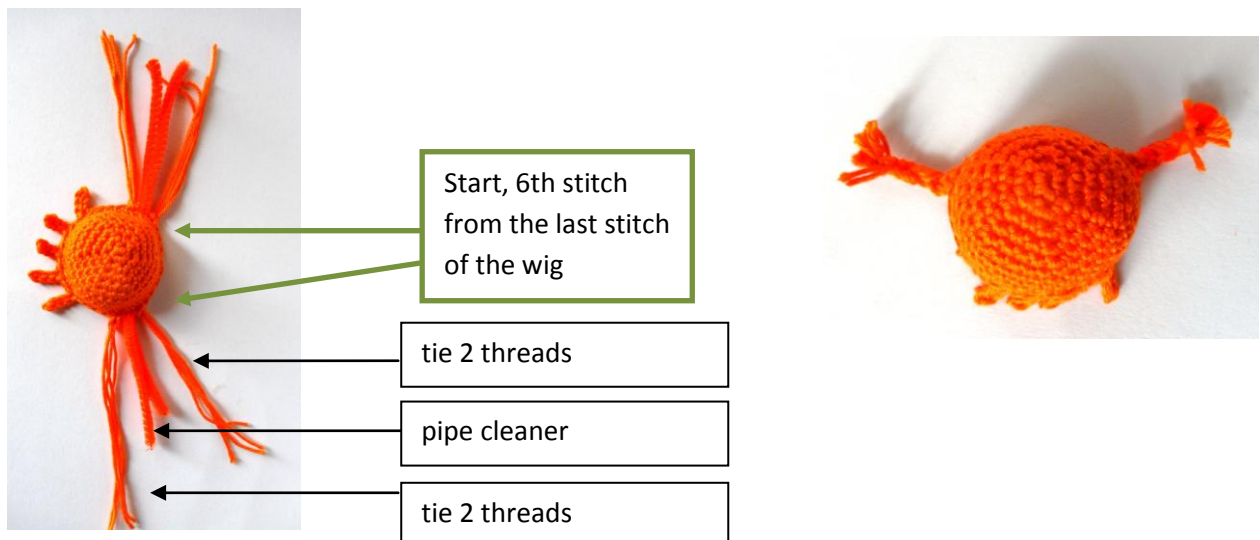 Start, 6th stitch
from the last stitch
of the wig
tie 2 threads
pipe cleaner
tie 2 threads